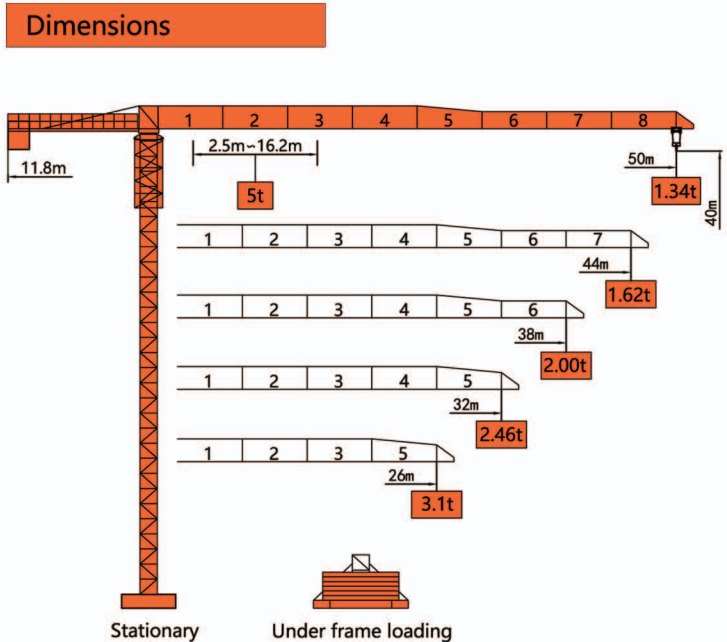 Dimensions
1 2 3 4 5 6 7 8
11.8m
2.5m~16.2m
5t
50m
1.34t
40m
1 2 3 4 5 6 7
44m
1.62t
1 2 3 4 5 6
38m
2.00t
1 2 3 4 5
32m
2.46t
1 2 3 5
26m
3.1t
Stationary
Under frame loading